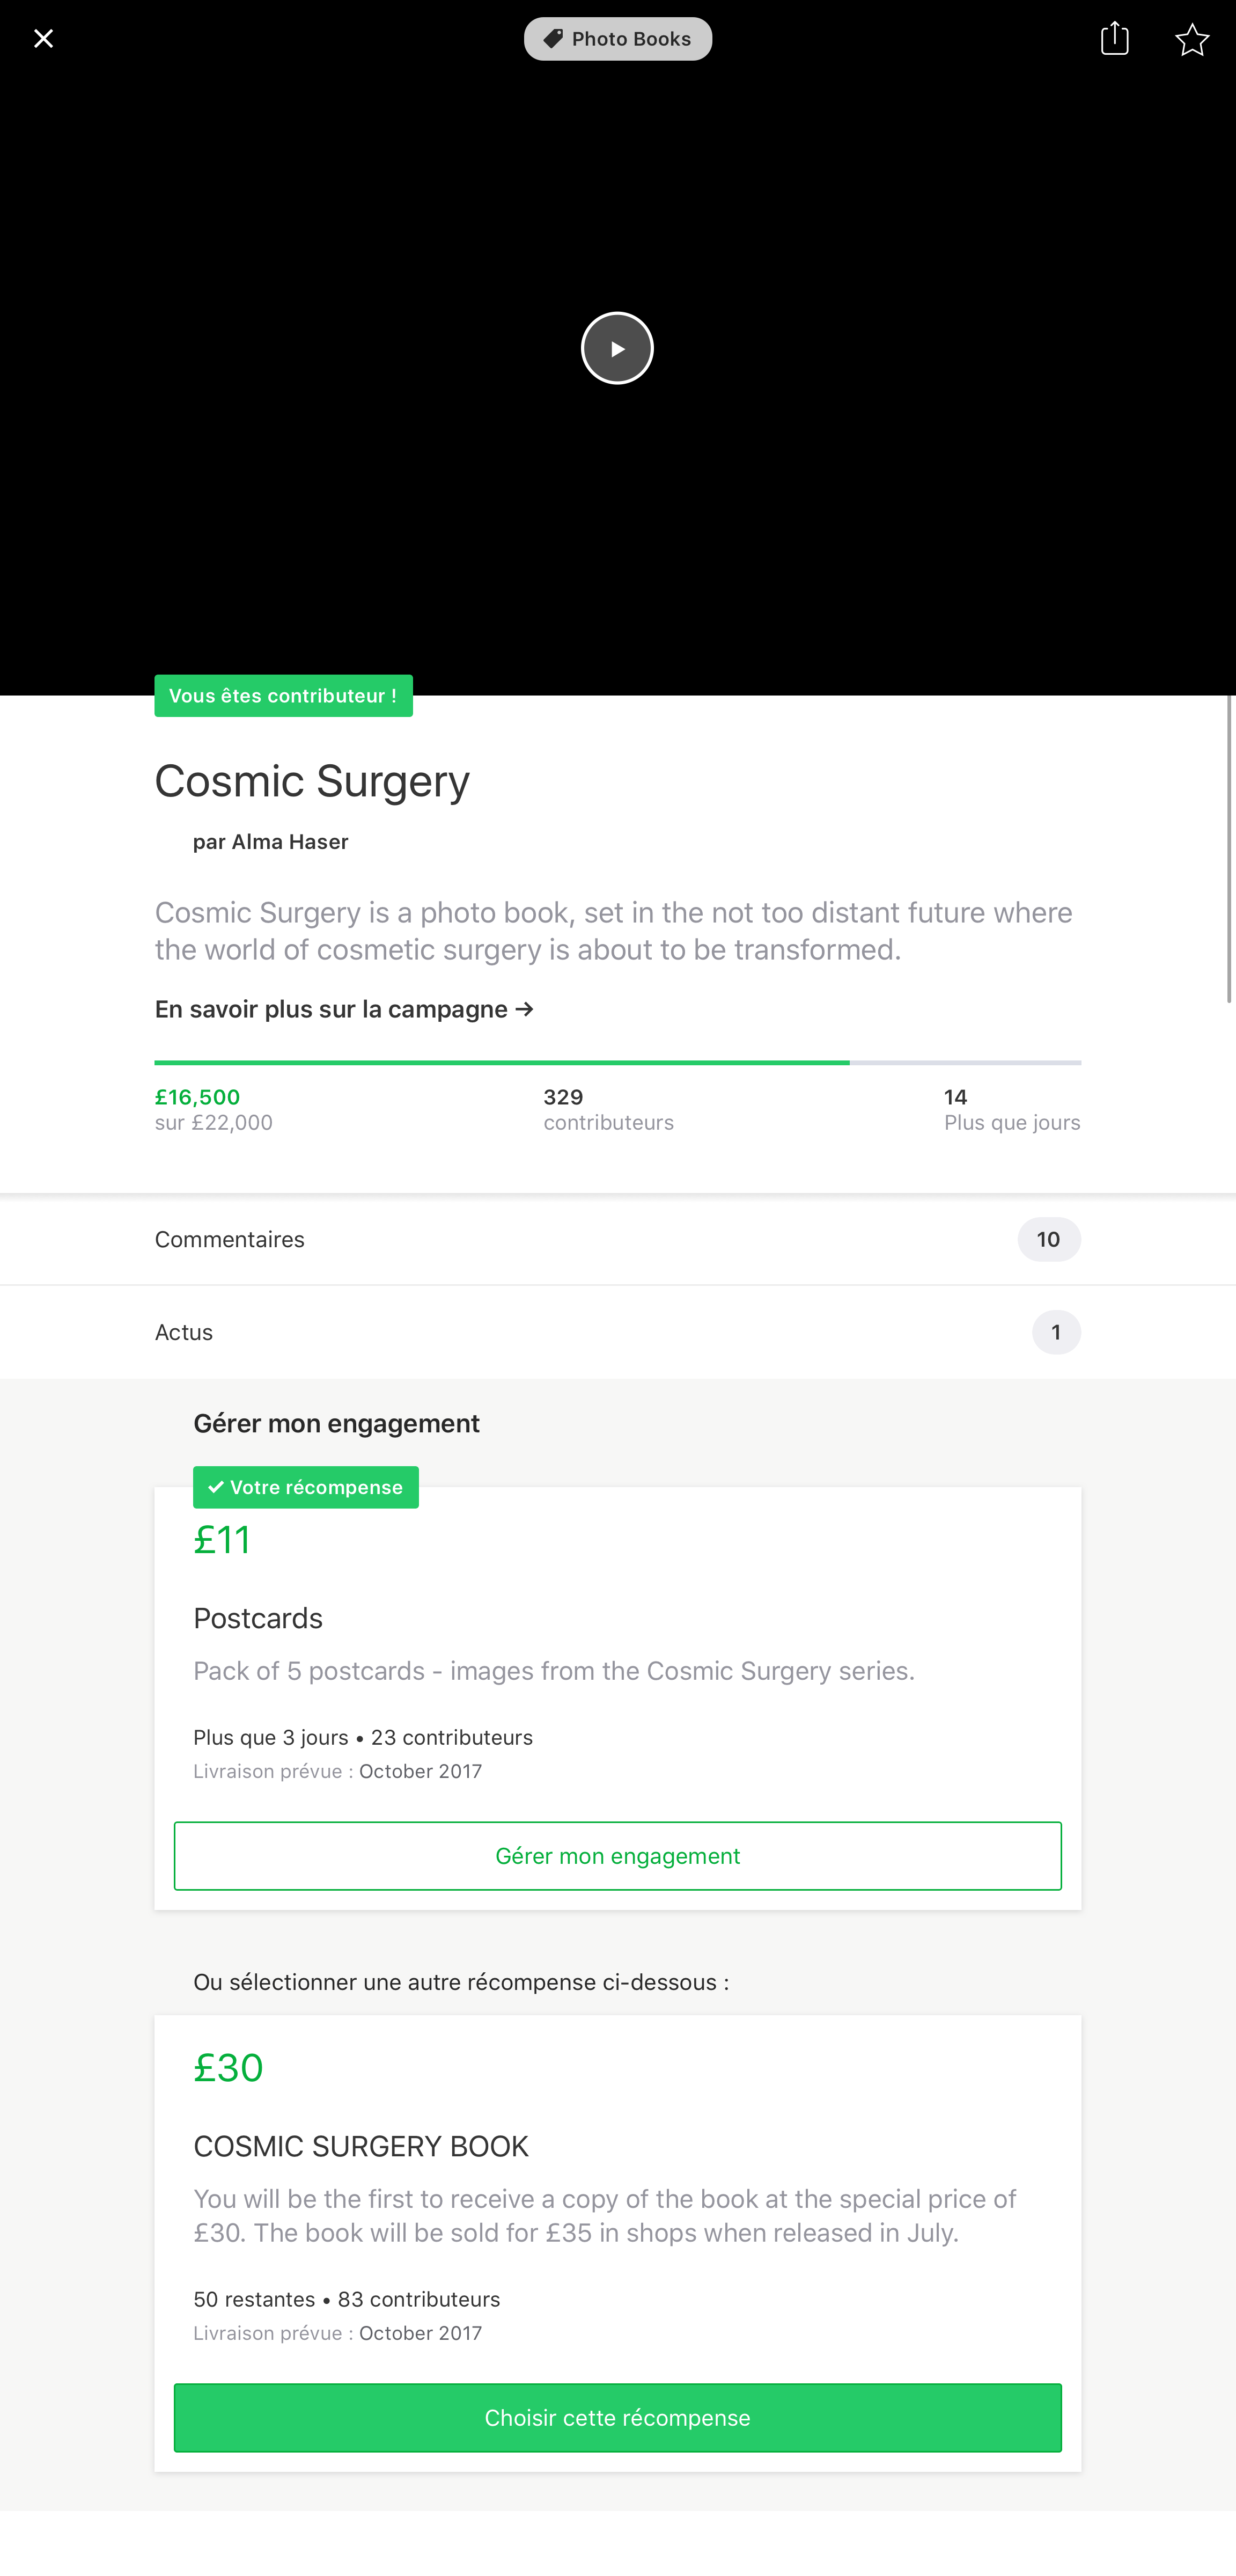 Photo Books
Vous êtes contributeur !
Cosmic Surgery
par Alma Haser
Cosmic Surgery is a photo book, set in the not too distant future where
the world of cosmetic surgery is about to be transformed.
En savoir plus sur la campagne →
£16,500
sur £22,000
329
contributeurs
14
Plus que jours
Commentaires
10
Actus
1
Gérer mon engagement
✓ Votre récompense
£11
Postcards
Pack of 5 postcards - images from the Cosmic Surgery series.
Plus que 3 jours • 23 contributeurs
Livraison prévue : October 2017
Gérer mon engagement
Ou sélectionner une autre récompense ci-dessous :
£30
COSMIC SURGERY BOOK
You will be the first to receive a copy of the book at the special price of
£30. The book will be sold for £35 in shops when released in July.
50 restantes • 83 contributeurs
Livraison prévue : October 2017
Choisir cette récompense